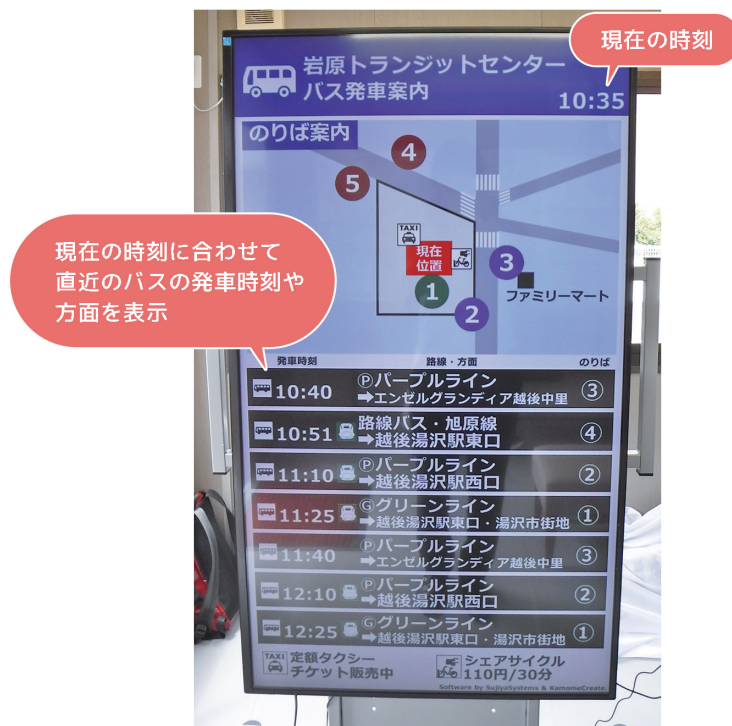 現在の時刻
岩原トランジットセンター
バス発車案内
10:35
のりば案内
4
5
TAXI
現在
位置
3
1
2
ファミリーマート
現在の時刻に合わせて
直近のバスの発車時刻や
方面を表示
発車時刻 路線・方面 のりば
10:40 Ⓟパープルライン
➡エンゼルグランディア越後中里 ③
10:51 路線バス・旭原線
➡越後湯沢駅東口 ④
11:10 Ⓟパープルライン
➡越後湯沢駅西口 ②
11:25 Ⓖグリーンライン
➡越後湯沢駅東口・湯沢市街地 ①
11:40 Ⓟパープルライン
➡エンゼルグランディア越後中里 ③
12:10 Ⓟパープルライン
➡越後湯沢駅西口 ②
12:25 Ⓖグリーンライン
➡越後湯沢駅東口・湯沢市街地 ①
TAXI 定額タクシー
チケット販売中
シェアサイクル
110円/30分
Software by SujiyaSystems & KamomeCreate.